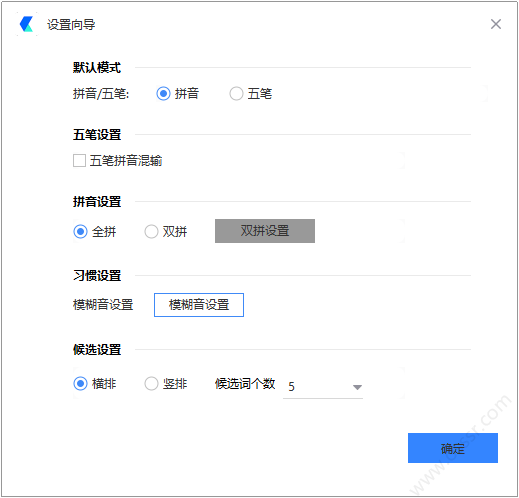 设置向导
默认模式
拼音/五笔: 拼音 五笔
五笔设置
五笔拼音混输
拼音设置
全拼 双拼 双拼设置
习惯设置
模糊音设置 模糊音设置
候选设置
横排 竖排 候选词个数 5
确定